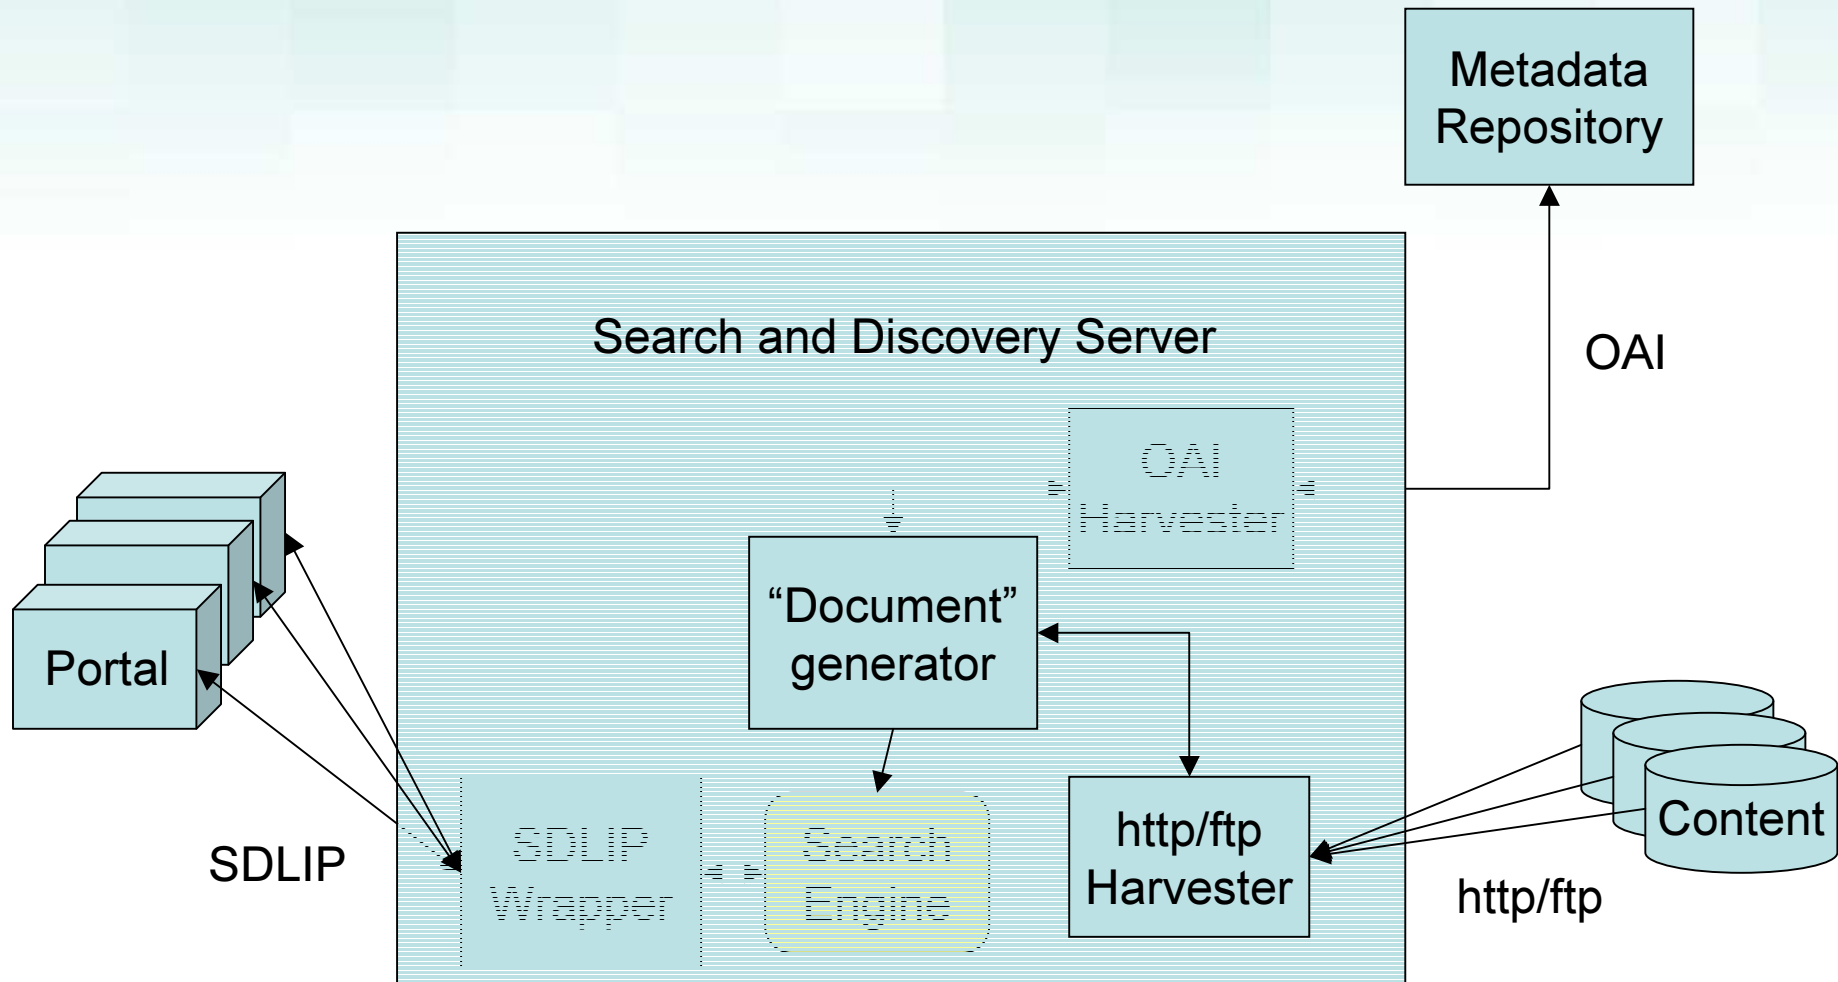 Metadata
Repository
Search and Discovery Server
OAI
OAI
Harvester
“Document”
generator
Portal
SDLIP
SDLIP
Wrapper
Search
Engine
http/ftp
Harvester
Content
http/ftp